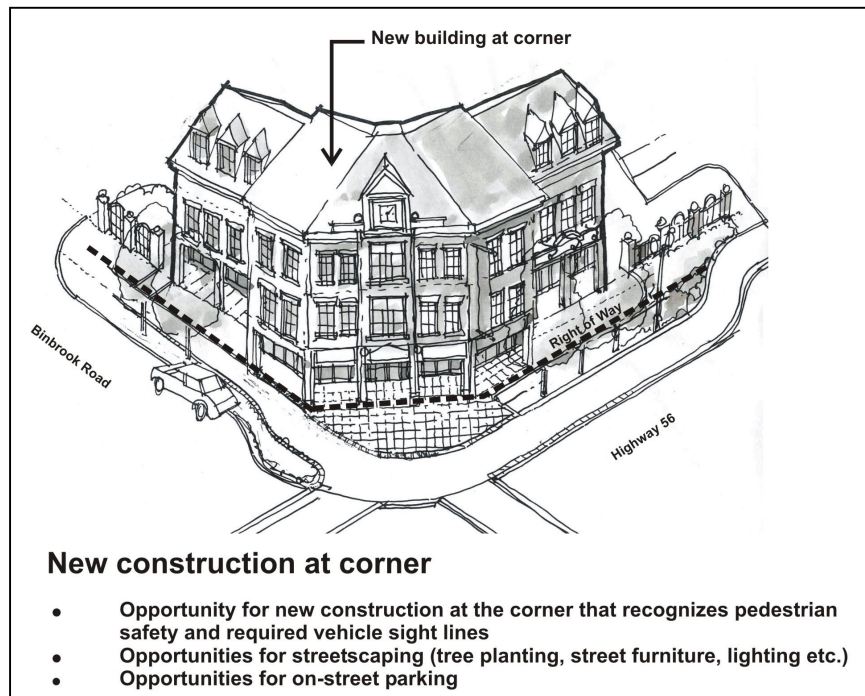 New building at corner
Binbrook Road
Right of Way
Highway 56
New construction at corner
• Opportunity for new construction at the corner that recognizes pedestrian
safety and required vehicle sight lines
• Opportunities for streetscaping (tree planting, street furniture, lighting etc.)
• Opportunities for on-street parking